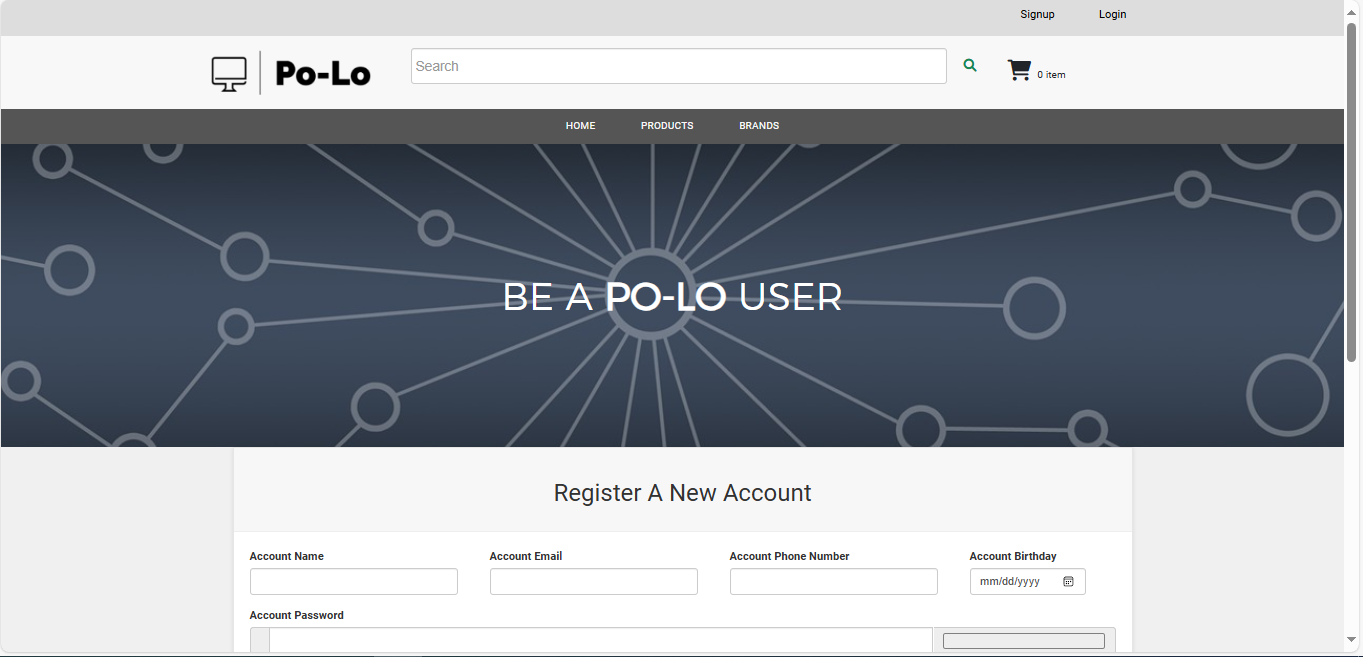 Signup Login
Po-Lo
Search
0 item
HOME PRODUCTS BRANDS
BE A PO-LO USER
Register A New Account
Account Name Account Email Account Phone Number Account Birthday
mm/dd/yyyy
Account Password